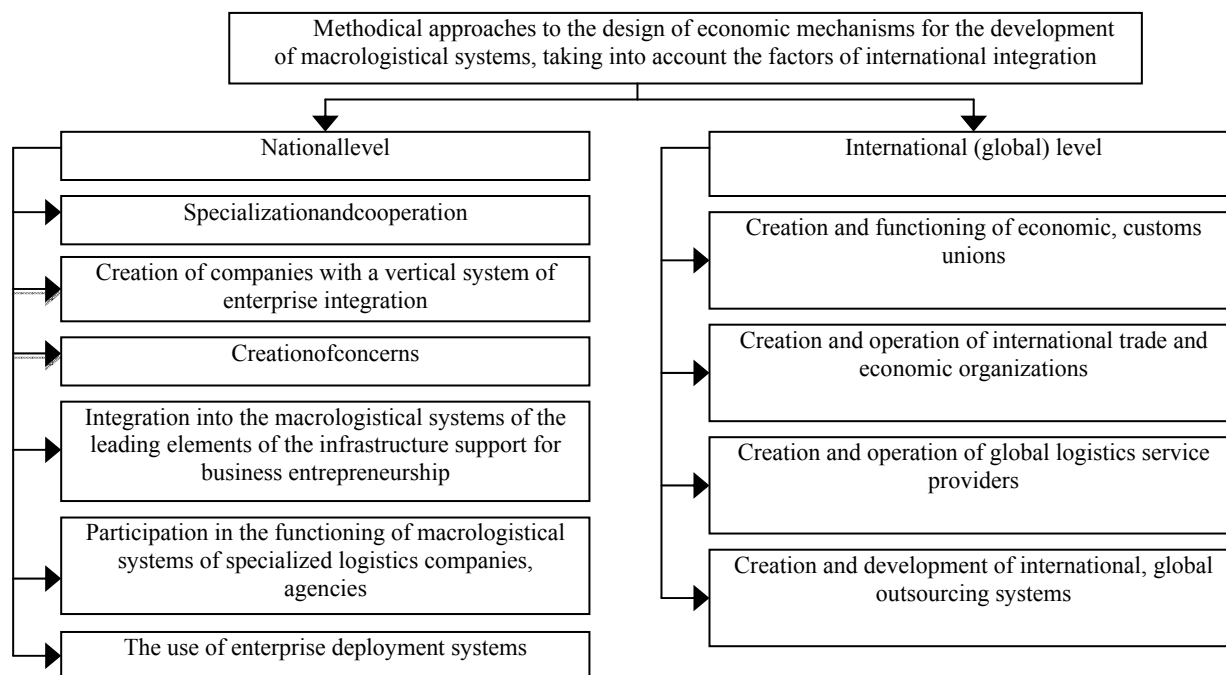 Methodical approaches to the design of economic mechanisms for the development
of macrologistical systems, taking into account the factors of international integration
Nationallevel
Specializationandcooperation
Creation of companies with a vertical system of
enterprise integration
Creationofconcerns
Integration into the macrologistical systems of the
leading elements of the infrastructure support for
business entrepreneurship
Participation in the functioning of macrologistical
systems of specialized logistics companies,
agencies
The use of enterprise deployment systems
International (global) level
Creation and functioning of economic, customs
unions
Creation and operation of international trade and
economic organizations
Creation and operation of global logistics service
providers
Creation and development of international, global
outsourcing systems